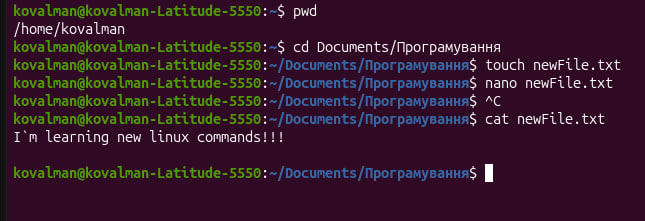 kovalman@kovalman-Latitude-5550:~$ pwd
/home/kovalman
kovalman@kovalman-Latitude-5550:~$ cd Documents/Програмування
kovalman@kovalman-Latitude-5550:~/Documents/Програмування$ touch newFile.txt
kovalman@kovalman-Latitude-5550:~/Documents/Програмування$ nano newFile.txt
kovalman@kovalman-Latitude-5550:~/Documents/Програмування$ ^C
kovalman@kovalman-Latitude-5550:~/Documents/Програмування$ cat newFile.txt
I`m learning new linux commands!!!
kovalman@kovalman-Latitude-5550:~/Documents/Програмування$